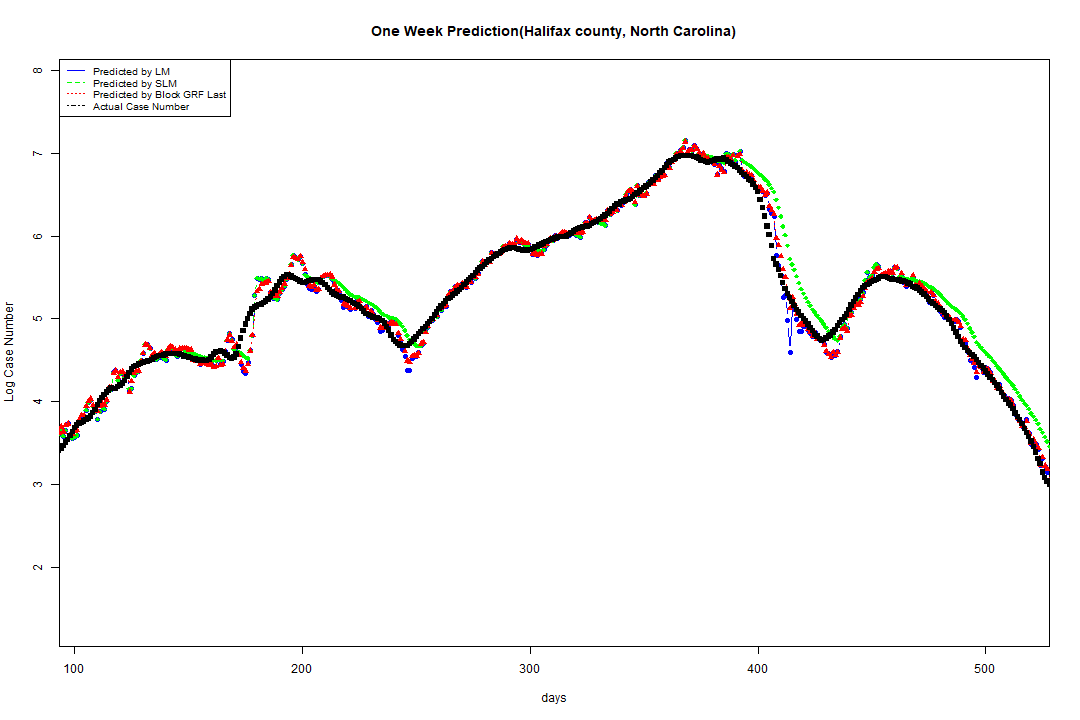 One Week Prediction(Halifax county, North Carolina)
Predicted by LM
Predicted by SLM
Predicted by Block GRF Last
Actual Case Number
8
7
6
5
4
3
2
Log Case Number
100 200 300 400 500
days